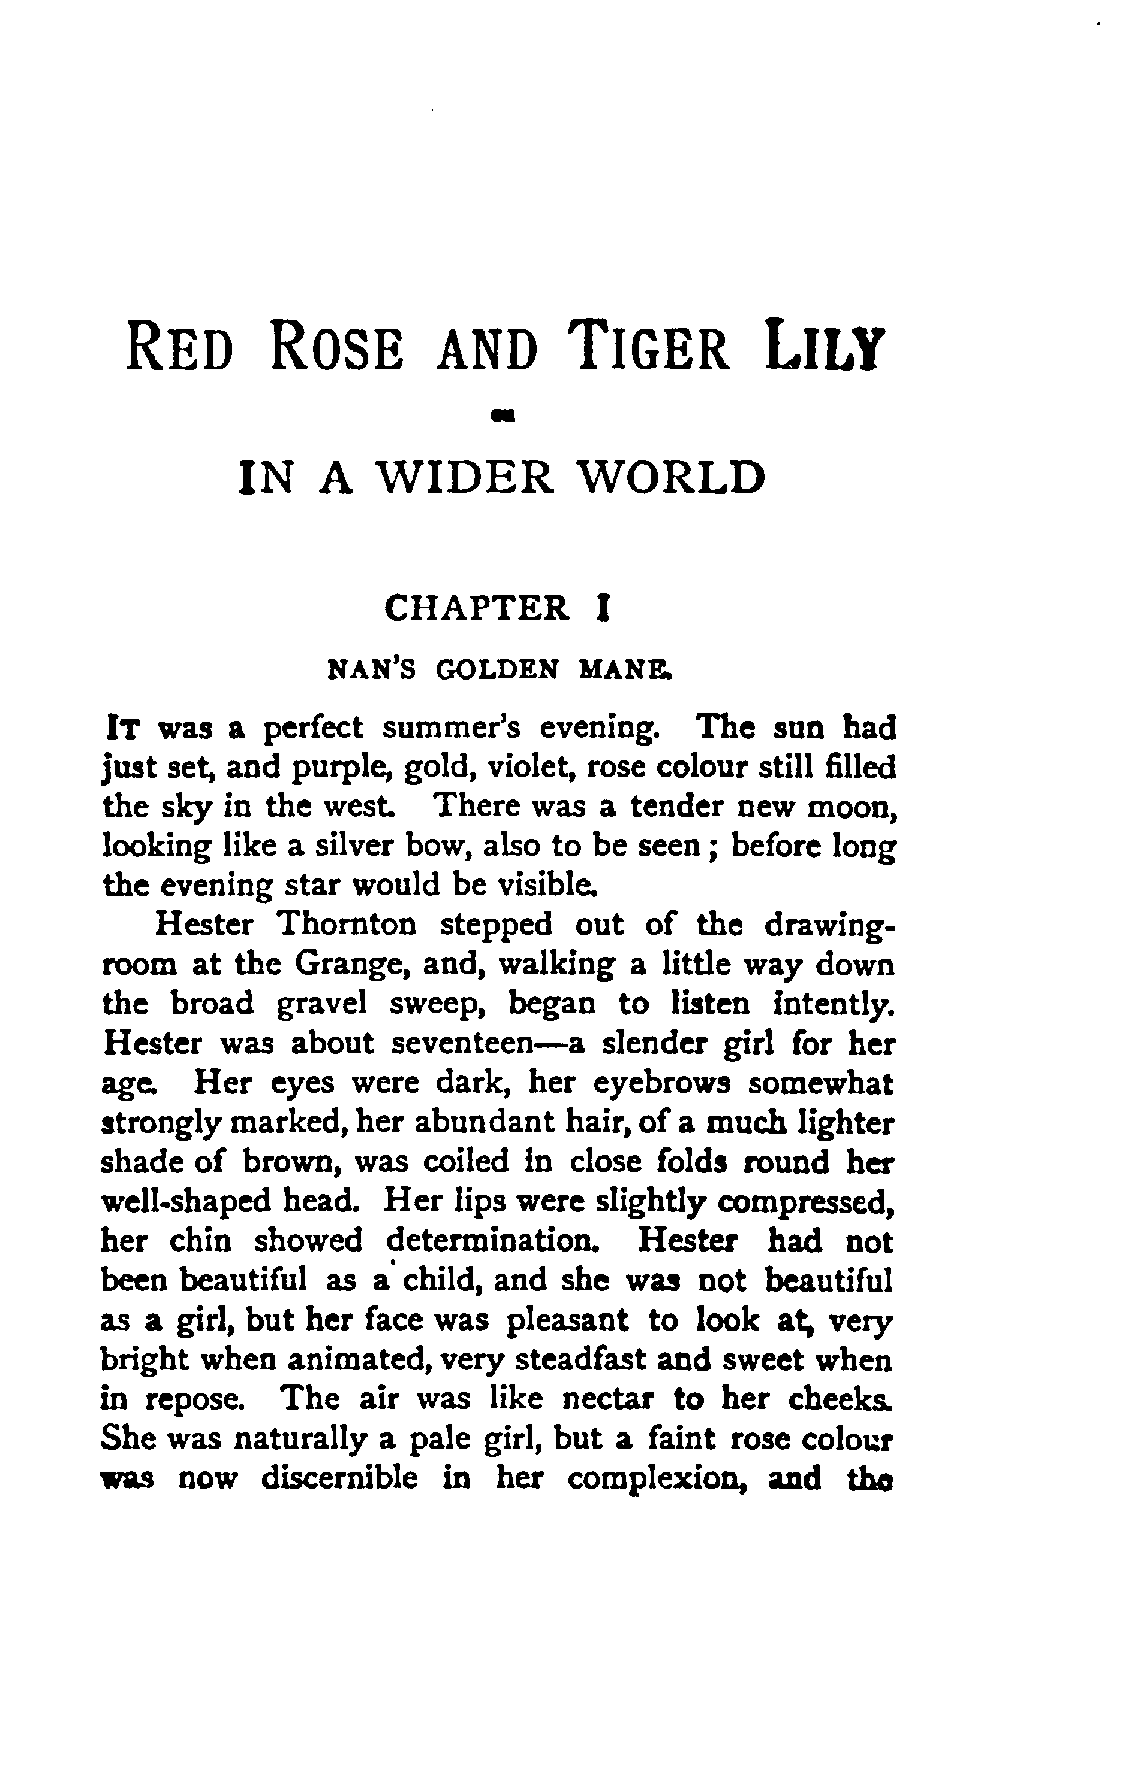 RED ROSE AND TIGER LILY
OR
IN A WIDER WORLD
CHAPTER I
NAN'S GOLDEN MANE.
IT was a perfect summer's evening. The sun had
just set, and purple, gold, violet, rose colour still filled
the sky in the west. There was a tender new moon,
looking like a silver bow, also to be seen; before long
the evening star would be visible.
Hester Thornton stepped out of the drawing-
room at the Grange, and, walking a little way down
the broad gravel sweep, began to listen intently.
Hester was about seventeen—a slender girl for her
age. Her eyes were dark, her eyebrows somewhat
strongly marked, her abundant hair, of a much lighter
shade of brown, was coiled in close folds round her
well-shaped head. Her lips were slightly compressed,
her chin showed determination. Hester had not
been beautiful as a child, and she was not beautiful
as a girl, but her face was pleasant to look at, very
bright when animated, very steadfast and sweet when
in repose. The air was like nectar to her cheeks.
She was naturally a pale girl, but a faint rose colour
was now discernible in her complexion, and the